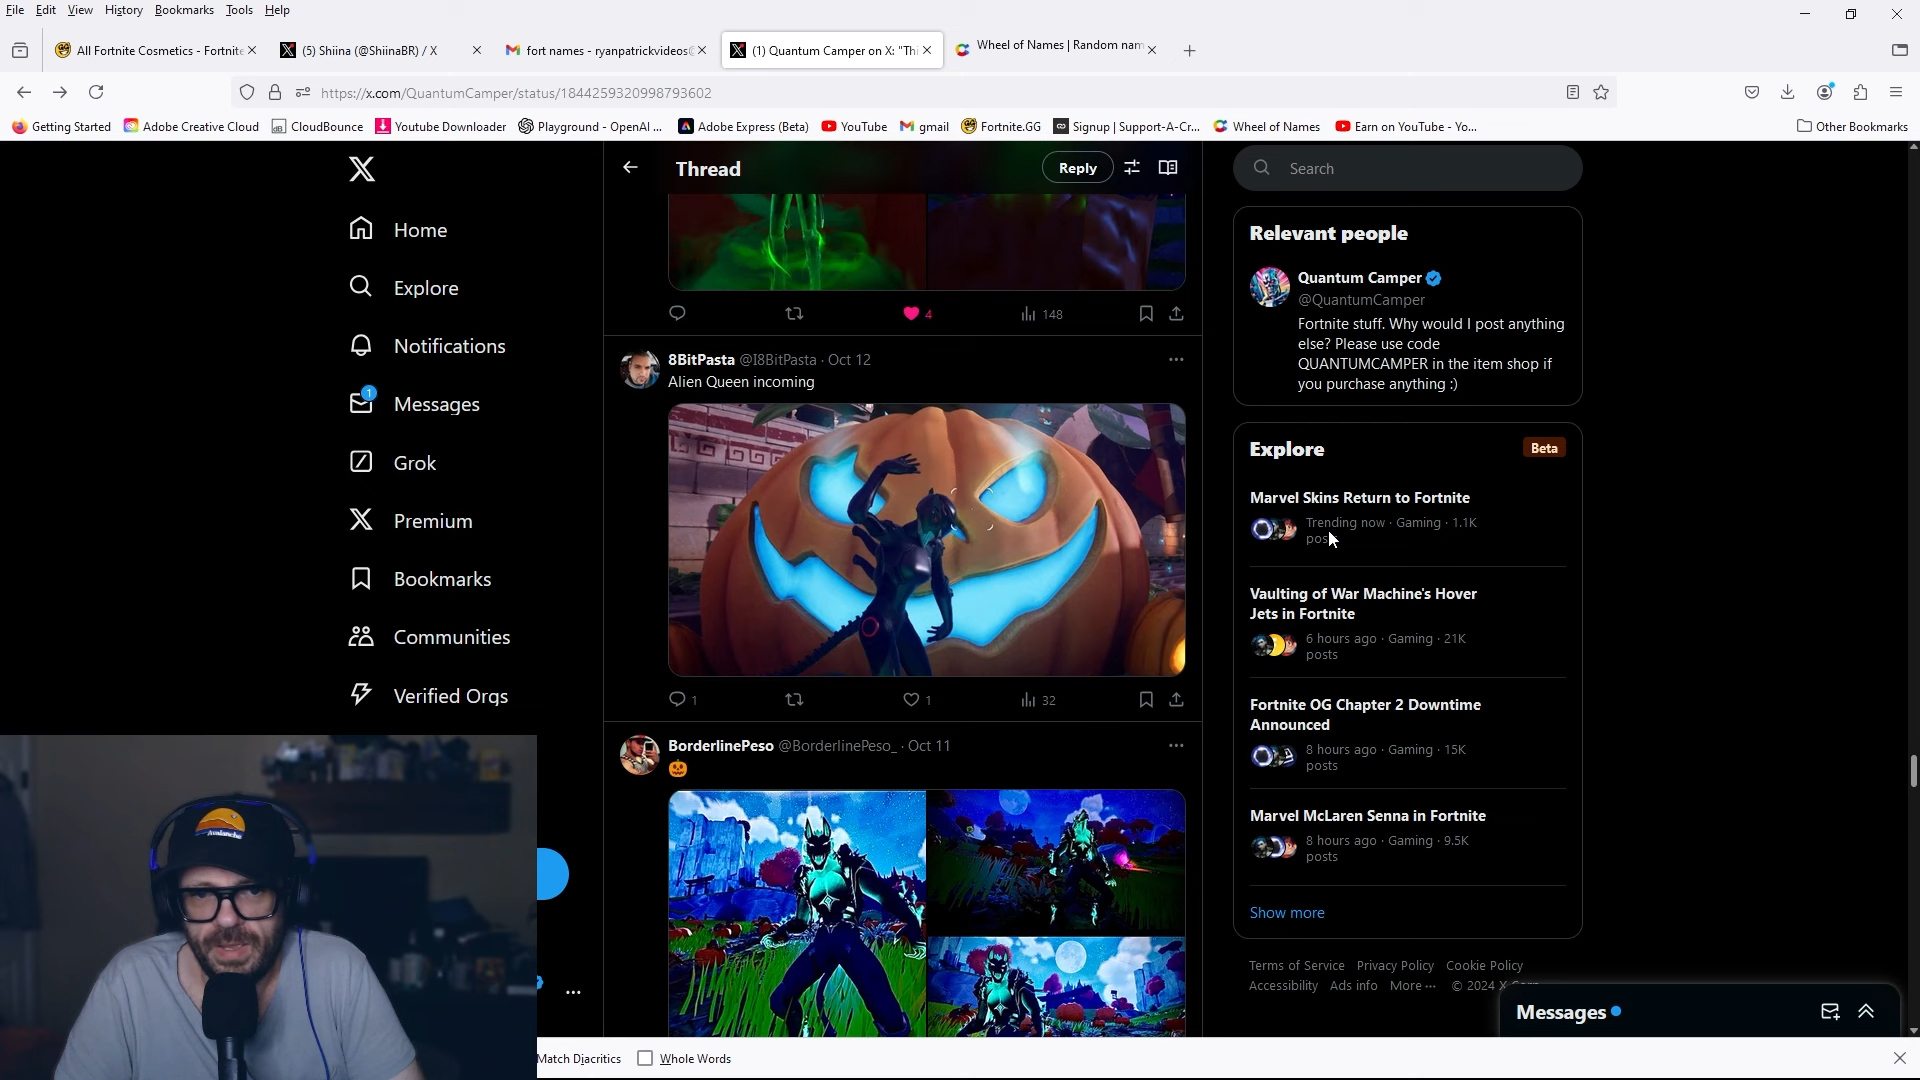 File Edit View History Bookmarks Tools Help
All Fortnite Cosmetics - Fortnite
(5) Shiina (@ShiinaBR) / X
fort names - ryanpatrickvideos@
(1) Quantum Camper on X: "Thi
Wheel of Names | Random nam
https://x.com/QuantumCamper/status/1844259320998793602
Getting Started
Adobe Creative Cloud
CloudBounce
Youtube Downloader
Playground - OpenAI ...
Adobe Express (Beta)
YouTube
gmail
Fortnite.GG
Signup | Support-A-Cr...
Wheel of Names
Earn on YouTube - Yo...
Other Bookmarks
Home
Explore
Notifications
1
Messages
Grok
Premium
Bookmarks
Communities
Verified Orgs
Thread
Reply
4
148
8BitPasta @I8BitPasta · Oct 12
Alien Queen incoming
1
1
32
BorderlinePeso @BorderlinePeso_ · Oct 11
Search
Relevant people
Quantum Camper
@QuantumCamper
Fortnite stuff. Why would I post anything
else? Please use code
QUANTUMCAMPER in the item shop if
you purchase anything :)
Explore
Beta
Marvel Skins Return to Fortnite
Trending now · Gaming · 1.1K
posts
Vaulting of War Machine's Hover
Jets in Fortnite
6 hours ago · Gaming · 21K
posts
Fortnite OG Chapter 2 Downtime
Announced
8 hours ago · Gaming · 15K
posts
Marvel McLaren Senna in Fortnite
8 hours ago · Gaming · 9.5K
posts
Show more
Terms of Service Privacy Policy Cookie Policy
Accessibility Ads info More ··· © 2024 X Corp.
Messages
Avalanche
Match Diacritics
Whole Words